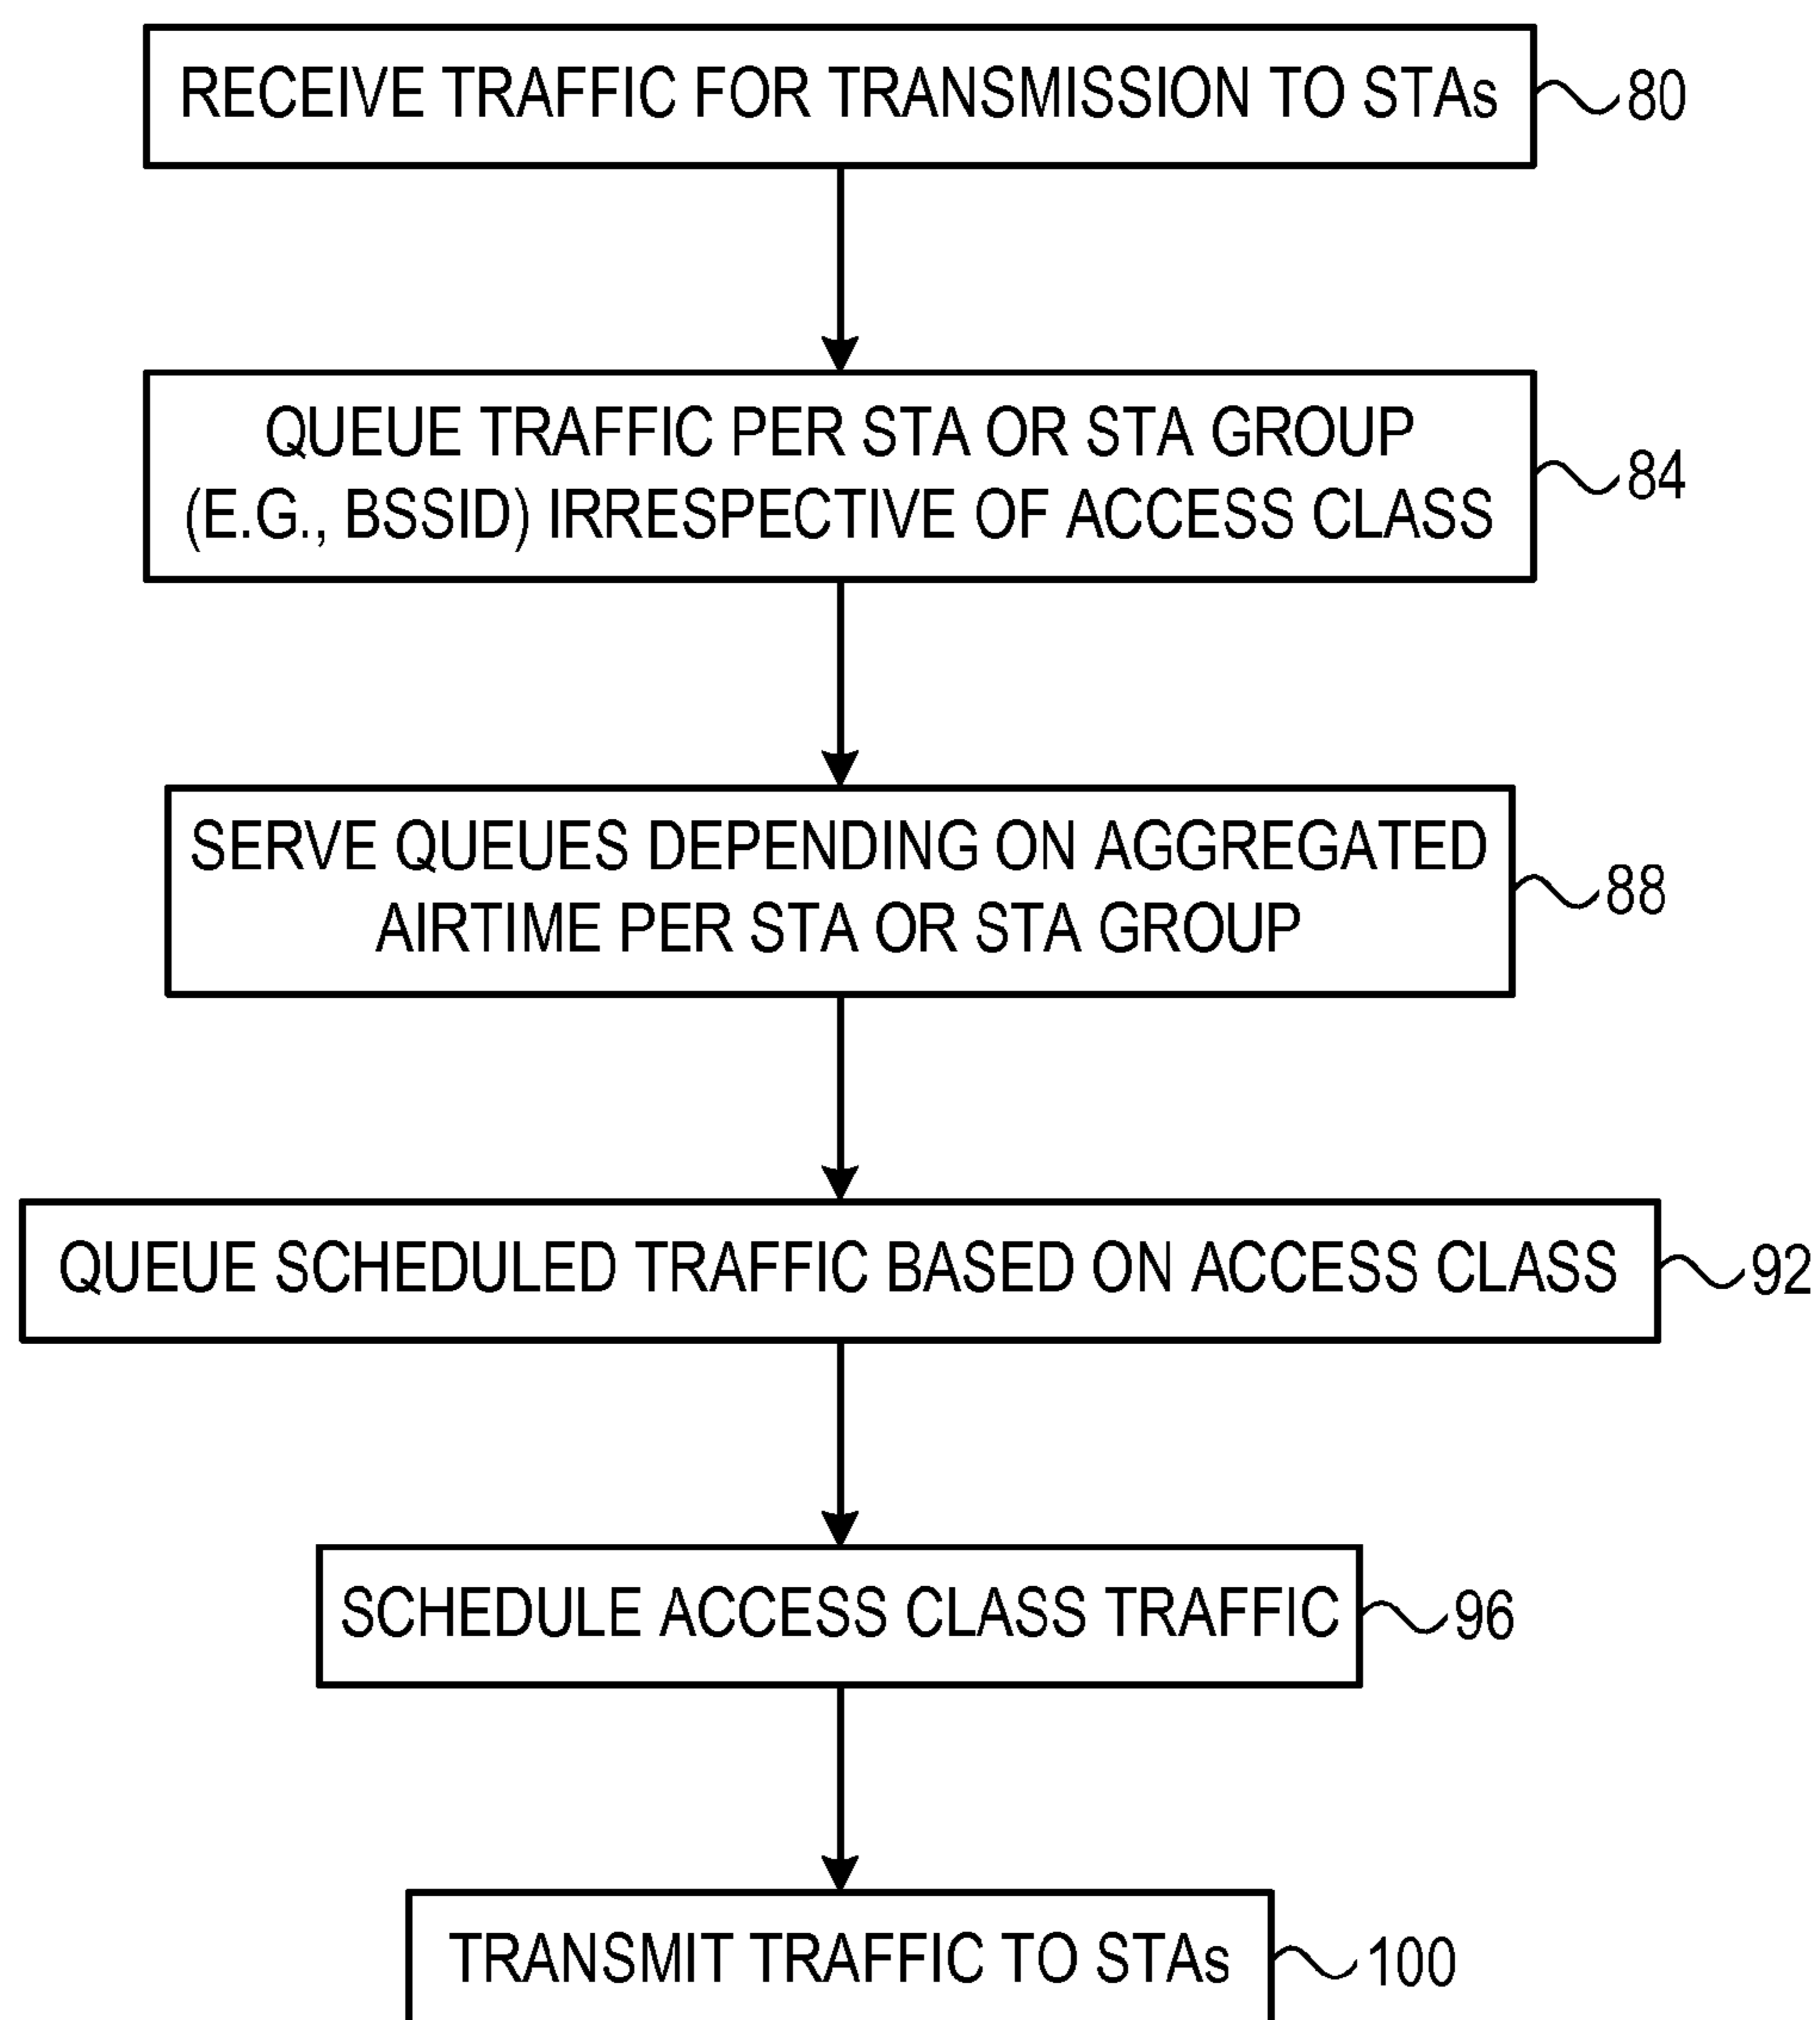 RECEIVE TRAFFIC FOR TRANSMISSION TO STAs
80
QUEUE TRAFFIC PER STA OR STA GROUP
(E.G., BSSID) IRRESPECTIVE OF ACCESS CLASS
84
SERVE QUEUES DEPENDING ON AGGREGATED
AIRTIME PER STA OR STA GROUP
88
QUEUE SCHEDULED TRAFFIC BASED ON ACCESS CLASS
92
SCHEDULE ACCESS CLASS TRAFFIC
96
TRANSMIT TRAFFIC TO STAs
100